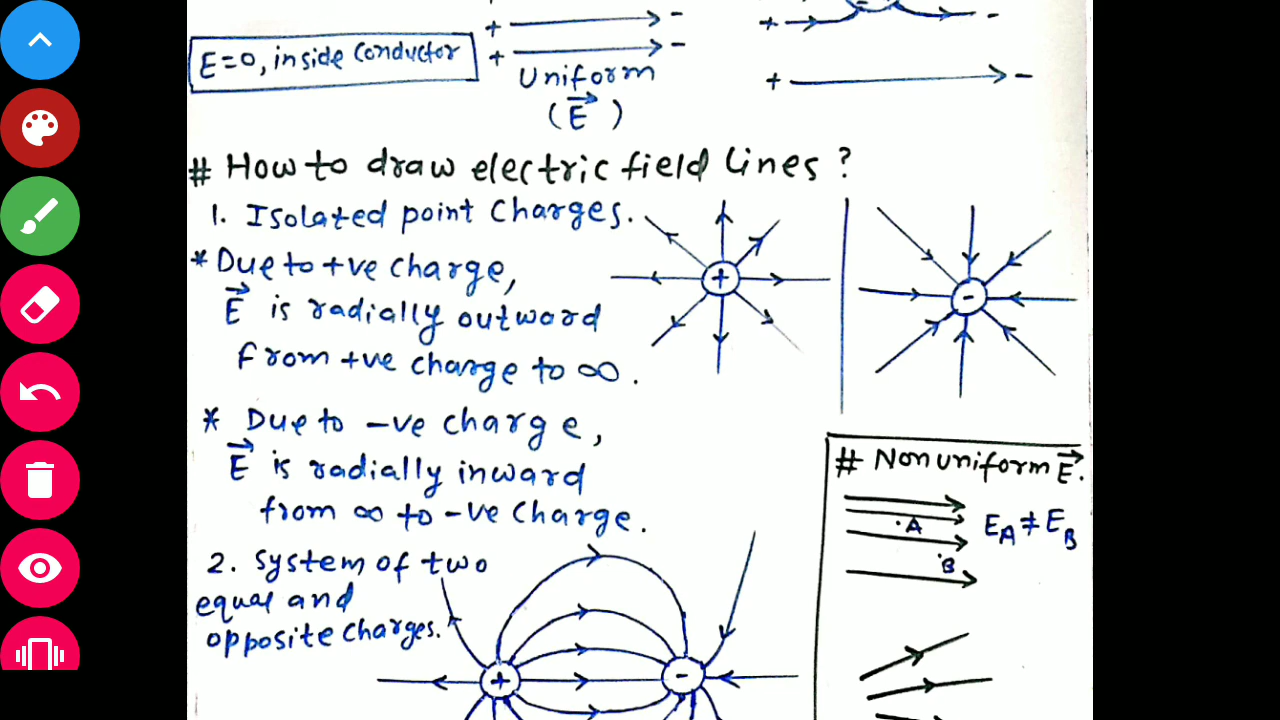 + -
+ -
+ -
+ -
E=0, inside Conductor
Uniform
(E⃗)
# How to draw electric field lines ?
1. Isolated point Charges.
* Due to +ve charge,
E⃗ is radially outward
from +ve charge to ∞.
+
-
* Due to -ve charge,
E⃗ is radially inward
from ∞ to -ve Charge.
2. System of two
equal and
opposite charges.
+ -
# Non uniform E⃗.
.A
E_A ≠ E_B
.B